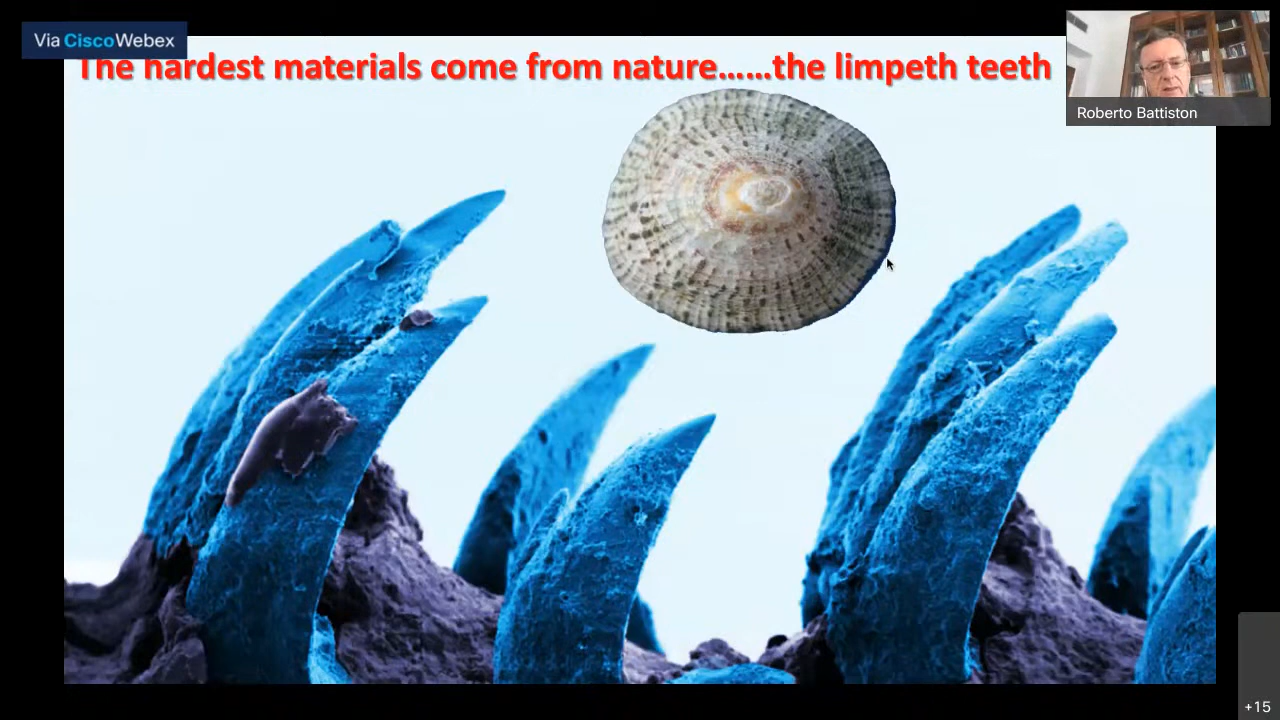 Via CiscoWebex
The hardest materials come from nature......the limpeth teeth
Roberto Battiston
+15